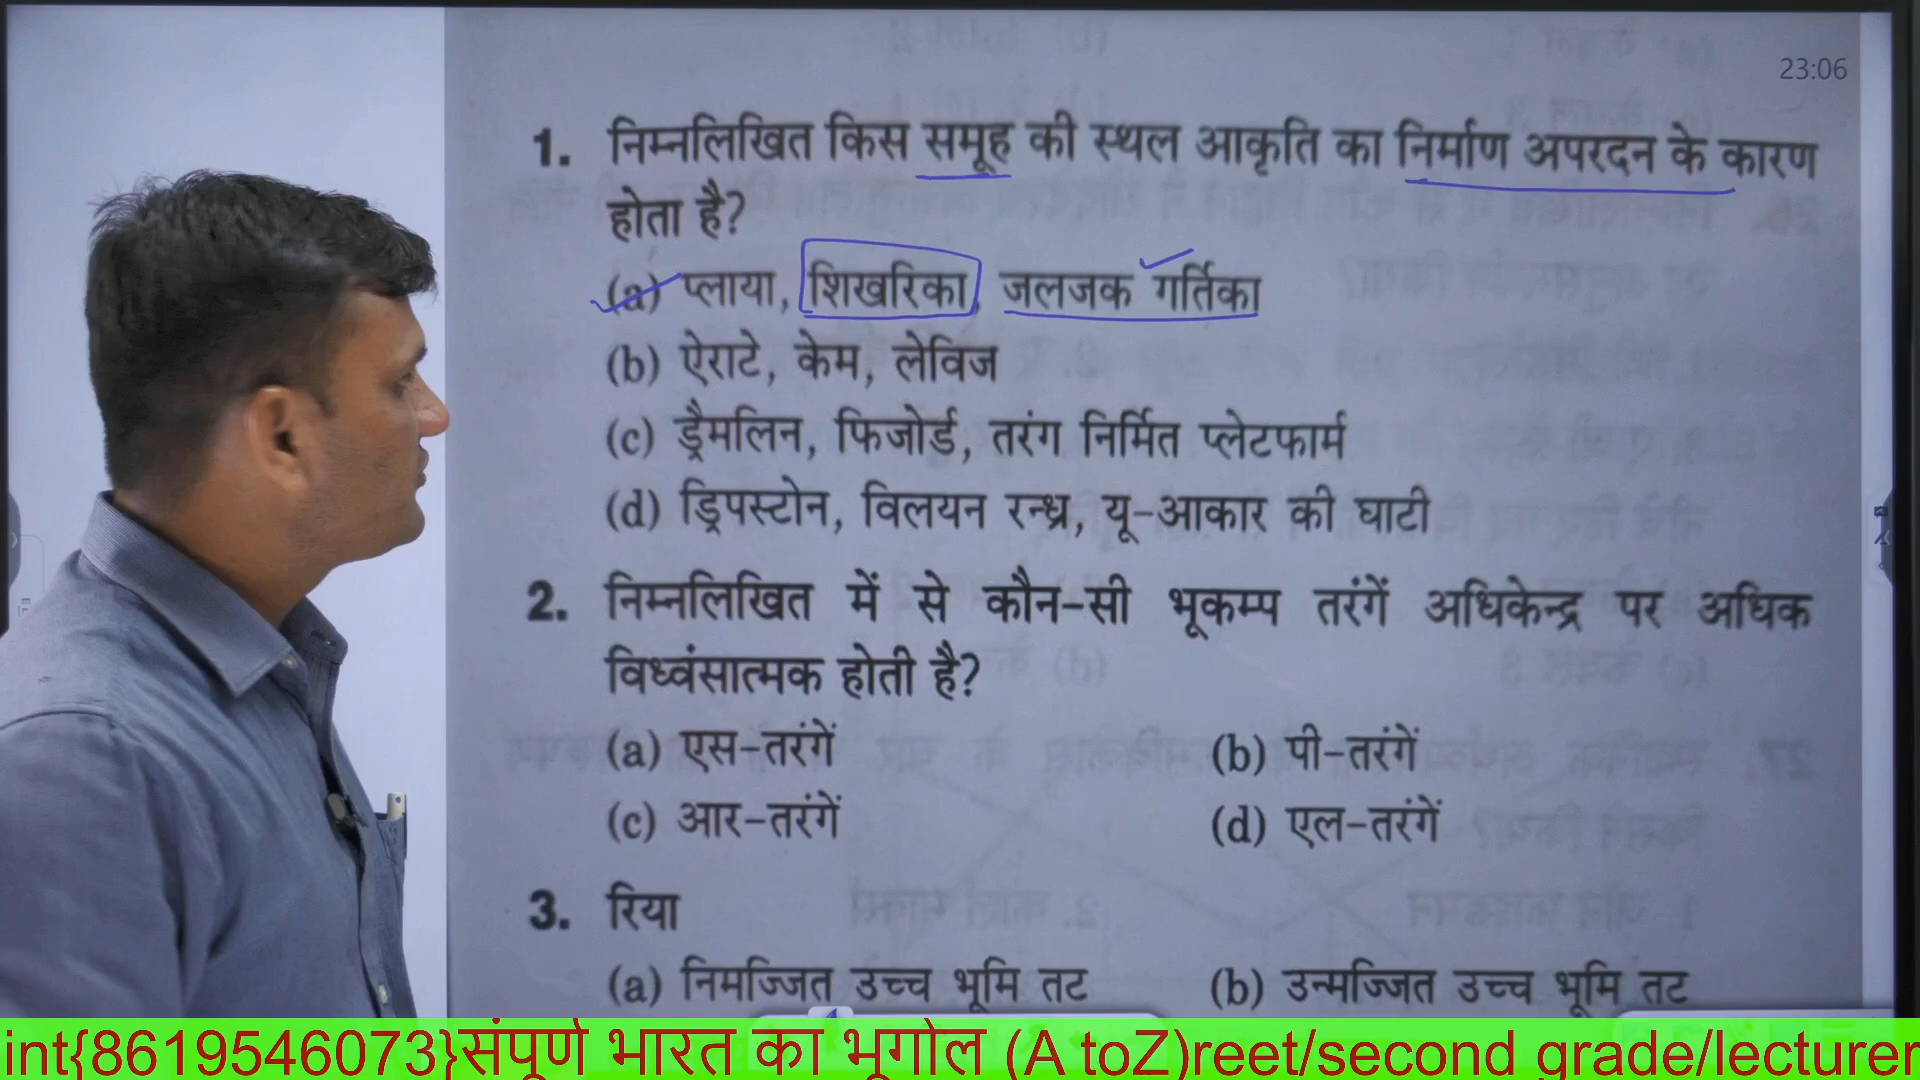 23:06
1. निम्नलिखित किस समूह की स्थल आकृति का निर्माण अपरदन के कारण
होता है?
(a) प्लाया, शिखरिका, जलजक गर्तिका
(b) ऐराटे, केम, लेविज
(c) ड्रैमलिन, फिजोर्ड, तरंग निर्मित प्लेटफार्म
(d) ड्रिपस्टोन, विलयन रन्ध्र, यू-आकार की घाटी
2. निम्नलिखित में से कौन-सी भूकम्प तरंगें अधिकेन्द्र पर अधिक
विध्वंसात्मक होती है?
(a) एस-तरंगें (b) पी-तरंगें
(c) आर-तरंगें (d) एल-तरंगें
3. रिया
(a) निमज्जित उच्च भूमि तट (b) उन्मज्जित उच्च भूमि तट
int{8619546073}संपूर्ण भारत का भूगोल (A toZ)reet/second grade/lecturer